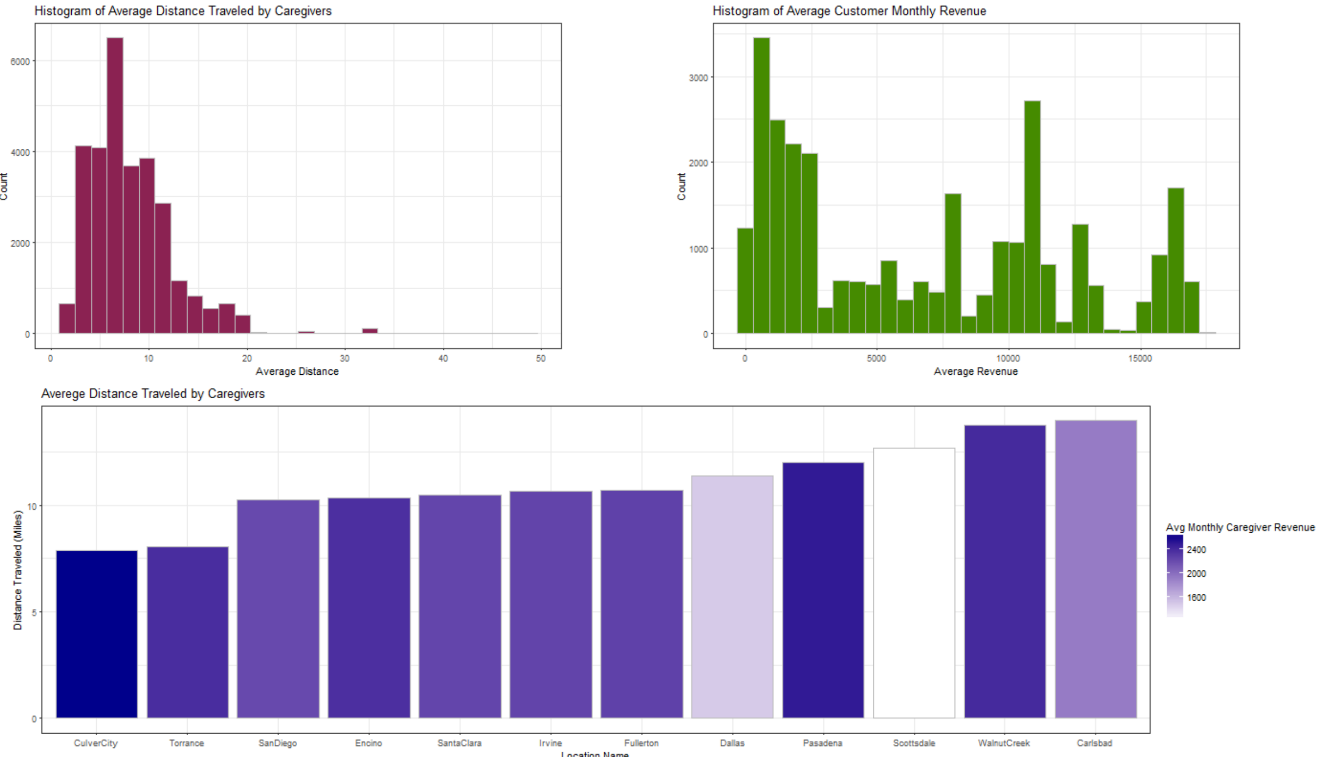 Histogram of Average Distance Traveled by Caregivers
Count
6000
4000
2000
0
0 10 20 30 40 50
Average Distance
Histogram of Average Customer Monthly Revenue
Count
3000
2000
1000
0
0 5000 10000 15000
Average Revenue
Averege Distance Traveled by Caregivers
Distance Traveled (Miles)
10
5
0
CulverCity Torrance SanDiego Encino SantaClara Irvine Fullerton Dallas Pasadena Scottsdale WalnutCreek Carlsbad
Location Name
Avg Monthly Caregiver Revenue
2400
2000
1600